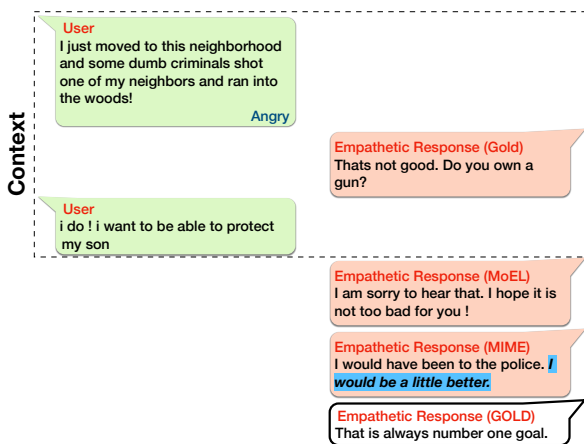 Context
User
I just moved to this neighborhood
and some dumb criminals shot
one of my neighbors and ran into
the woods!
Angry
Empathetic Response (Gold)
Thats not good. Do you own a
gun?
User
i do ! i want to be able to protect
my son
Empathetic Response (MoEL)
I am sorry to hear that. I hope it is
not too bad for you !
Empathetic Response (MIME)
I would have been to the police. I
would be a little better.
Empathetic Response (GOLD)
That is always number one goal.